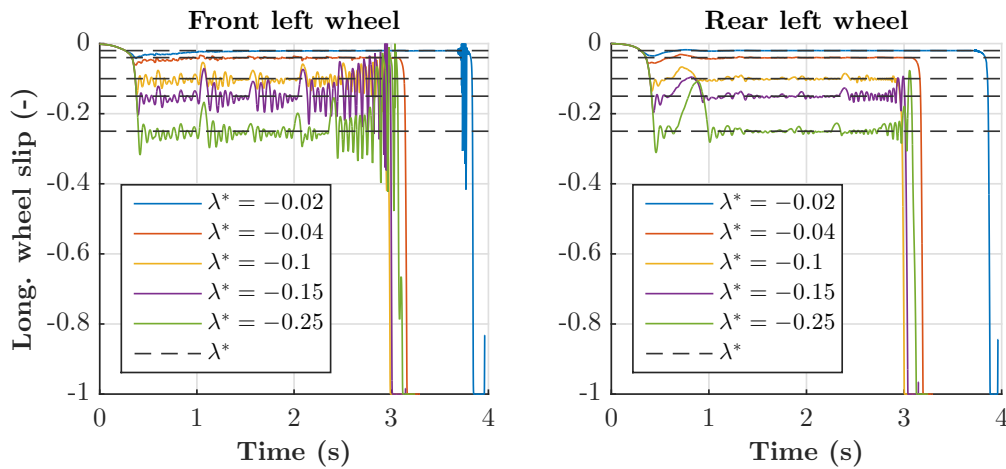 Front left wheel
Long. wheel slip (-)
0
-0.2
-0.4
-0.6
-0.8
-1
0 1 2 3 4
Time (s)
λ* = −0.02
λ* = −0.04
λ* = −0.1
λ* = −0.15
λ* = −0.25
λ*
Rear left wheel
0
-0.2
-0.4
-0.6
-0.8
-1
0 1 2 3 4
Time (s)
λ* = −0.02
λ* = −0.04
λ* = −0.1
λ* = −0.15
λ* = −0.25
λ*